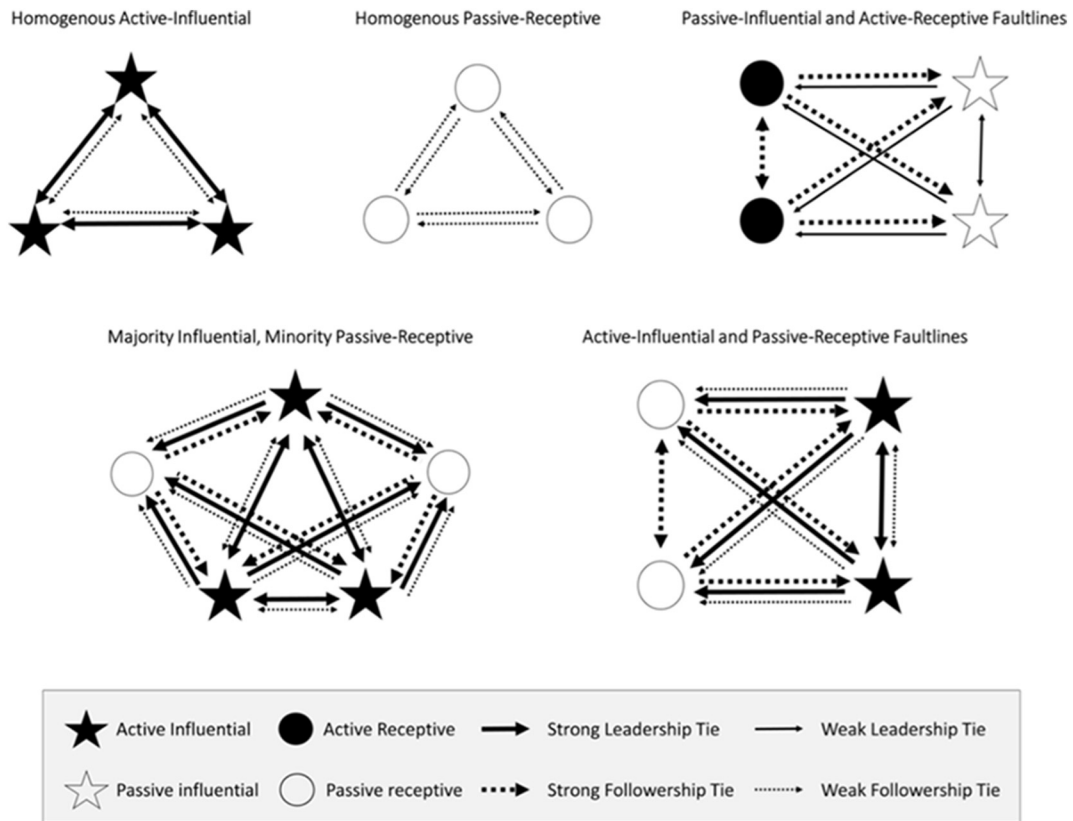 Homogenous Active-Influential
Homogenous Passive-Receptive
Passive-Influential and Active-Receptive Faultlines
Majority Influential, Minority Passive-Receptive
Active-Influential and Passive-Receptive Faultlines
Active Influential
Active Receptive
Strong Leadership Tie
Weak Leadership Tie
Passive influential
Passive receptive
Strong Followership Tie
Weak Followership Tie